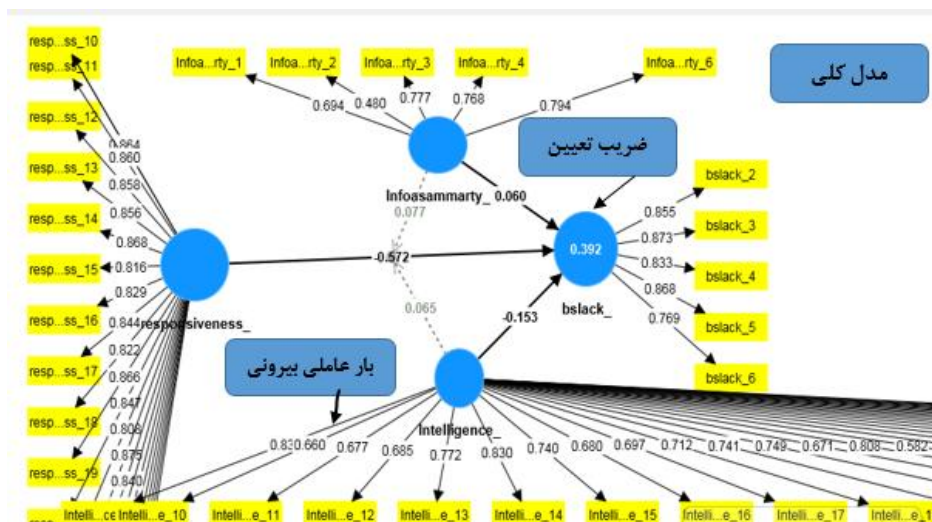 resp...ss_10
resp...ss_11
resp...ss_12
resp...ss_13
resp...ss_14
resp...ss_15
resp...ss_16
resp...ss_17
resp...ss_18
resp...ss_19
0.864
0.860
0.858
0.856
0.868
0.816
0.829
0.844
0.822
0.866
0.847
0.808
0.875
0.840
responsiveness_
Infoa...rty_1
Infoa...rty_2
Infoa...rty_3
Infoa...rty_4
Infoa...rty_6
0.694
0.480
0.777
0.768
0.794
Infoasammarty_
0.060
0.077
-0.572
0.065
-0.153
مدل کلی
ضریب تعیین
0.392
bslack_
bslack_2
bslack_3
bslack_4
bslack_5
bslack_6
0.855
0.873
0.833
0.868
0.769
بار عاملی بیرونی
Intelligence_
0.660
0.677
0.685
0.772
0.830
0.740
0.680
0.697
0.712
0.741
0.749
0.671
0.808
0.582
Intelli...e_10
Intelli...e_11
Intelli...e_12
Intelli...e_13
Intelli...e_14
Intelli...e_15
Intelli...e_16
Intelli...e_17